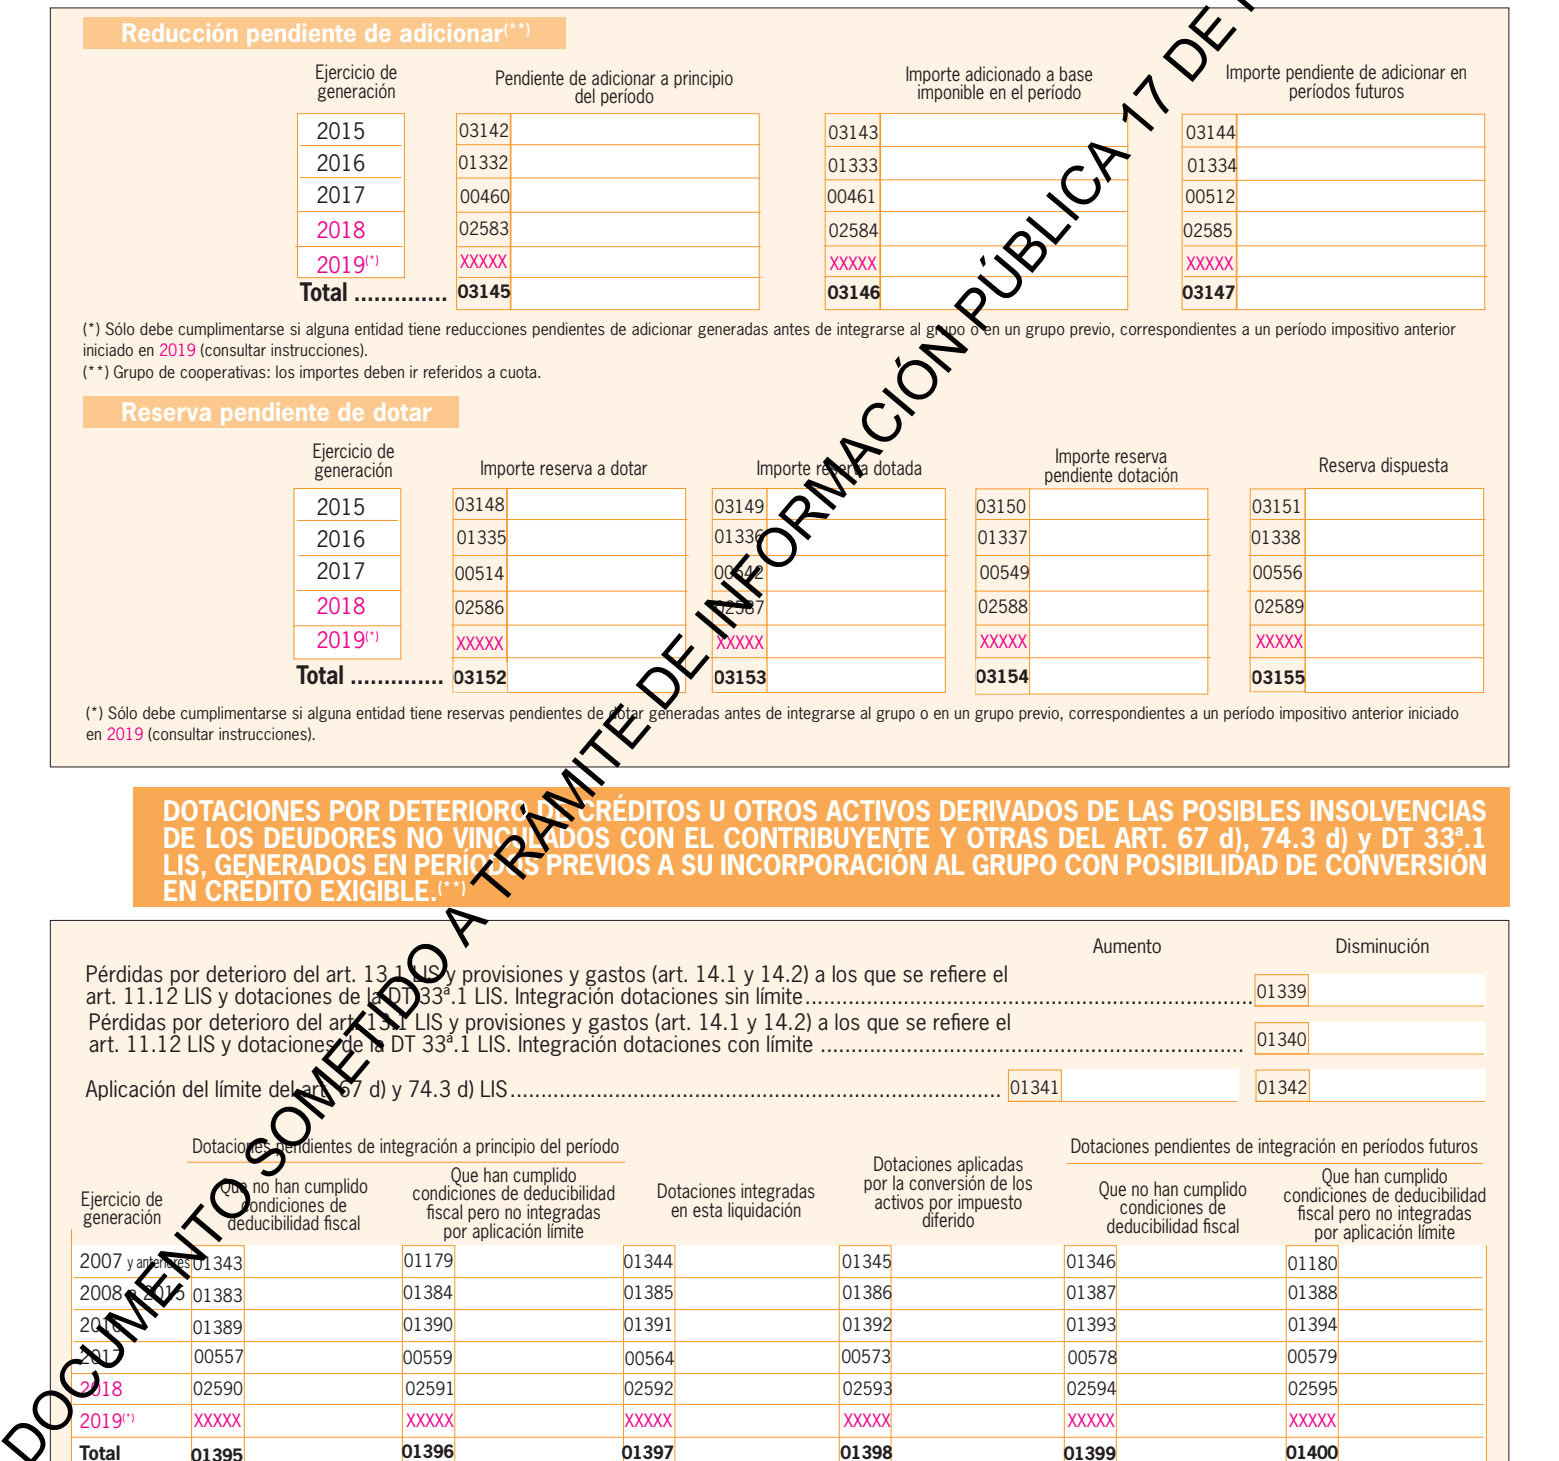 Reducción pendiente de adicionar(**)
Ejercicio de generación Pendiente de adicionar a principio del período Importe adicionado a base imponible en el período Importe pendiente de adicionar en períodos futuros
2015 03142 03143 03144
2016 01332 01333 01334
2017 00460 00461 00512
2018 02583 02584 02585
2019(*) XXXXX XXXXX XXXXX
Total .............. 03145 03146 03147
(*) Sólo debe cumplimentarse si alguna entidad tiene reducciones pendientes de adicionar generadas antes de integrarse al grupo o en un grupo previo, correspondientes a un período impositivo anterior
iniciado en 2019 (consultar instrucciones).
(**) Grupo de cooperativas: los importes deben ir referidos a cuota.
Reserva pendiente de dotar
Ejercicio de generación Importe reserva a dotar Importe reserva dotada Importe reserva pendiente dotación Reserva dispuesta
2015 03148 03149 03150 03151
2016 01335 01336 01337 01338
2017 00514 00542 00549 00556
2018 02586 02587 02588 02589
2019(*) XXXXX XXXXX XXXXX XXXXX
Total .............. 03152 03153 03154 03155
(*) Sólo debe cumplimentarse si alguna entidad tiene reservas pendientes de dotar generadas antes de integrarse al grupo o en un grupo previo, correspondientes a un período impositivo anterior iniciado
en 2019 (consultar instrucciones).
DOTACIONES POR DETERIORO DE CRÉDITOS U OTROS ACTIVOS DERIVADOS DE LAS POSIBLES INSOLVENCIAS
DE LOS DEUDORES NO VINCULADOS CON EL CONTRIBUYENTE Y OTRAS DEL ART. 67 d), 74.3 d) y DT 33ª.1
LIS, GENERADOS EN PERÍODOS PREVIOS A SU INCORPORACIÓN AL GRUPO CON POSIBILIDAD DE CONVERSIÓN
EN CRÉDITO EXIGIBLE.(**)
Aumento Disminución
Pérdidas por deterioro del art. 13.1 LIS y provisiones y gastos (art. 14.1 y 14.2) a los que se refiere el
art. 11.12 LIS y dotaciones de la DT 33ª.1 LIS. Integración dotaciones sin límite.................... 01339
Pérdidas por deterioro del art. 13.1 LIS y provisiones y gastos (art. 14.1 y 14.2) a los que se refiere el
art. 11.12 LIS y dotaciones de la DT 33ª.1 LIS. Integración dotaciones con límite .................... 01340
Aplicación del límite del art. 67 d) y 74.3 d) LIS.................... 01341 01342
Dotaciones pendientes de integración a principio del período Dotaciones pendientes de integración en períodos futuros
Ejercicio de generación Que no han cumplido condiciones de deducibilidad fiscal Que han cumplido condiciones de deducibilidad fiscal pero no integradas por aplicación límite Dotaciones integradas en esta liquidación Dotaciones aplicadas por la conversión de los activos por impuesto diferido Que no han cumplido condiciones de deducibilidad fiscal Que han cumplido condiciones de deducibilidad fiscal pero no integradas por aplicación límite
2007 y anteriores 01343 01179 01344 01345 01346 01180
2008 a 2015 01383 01384 01385 01386 01387 01388
2016 01389 01390 01391 01392 01393 01394
2017 00557 00559 00564 00573 00578 00579
2018 02590 02591 02592 02593 02594 02595
2019(*) XXXXX XXXXX XXXXX XXXXX XXXXX XXXXX
Total 01395 01396 01397 01398 01399 01400
DOCUMENTO SOMETIDO A TRÁMITE DE INFORMACIÓN PÚBLICA 17 DE